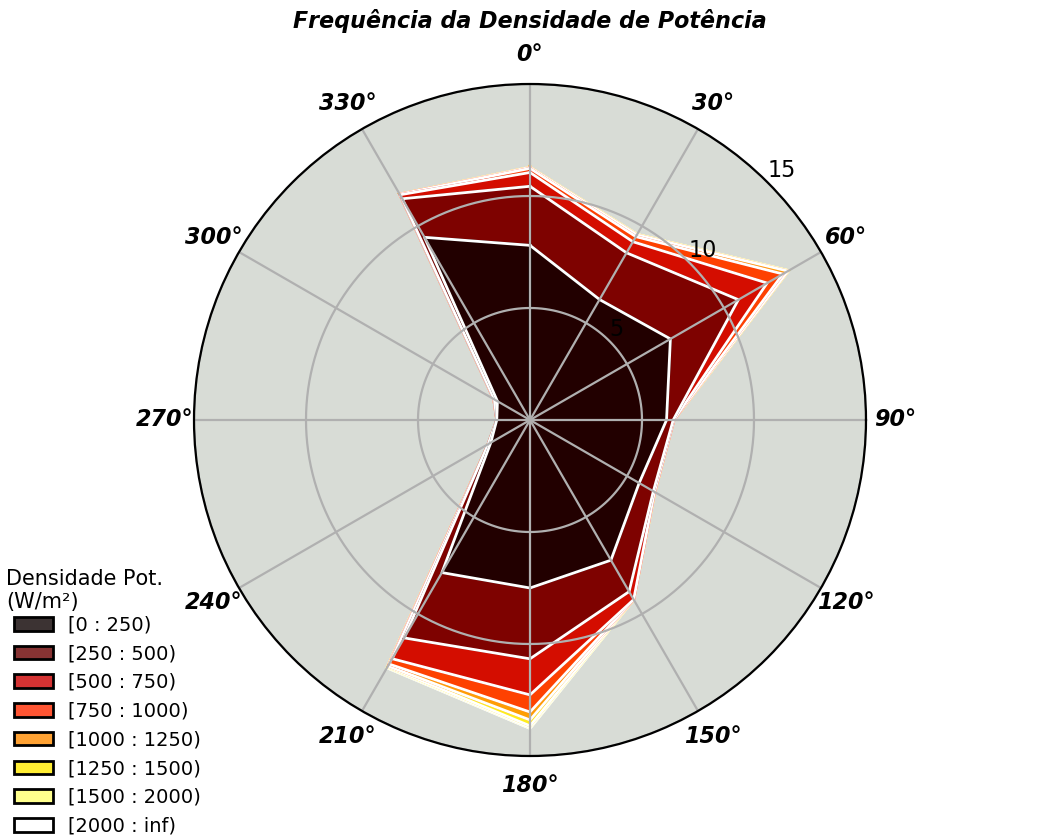 Frequência da Densidade de Potência
0°
330°
30°
15
300°
60°
10
5
270°
90°
240°
120°
210°
150°
180°
Densidade Pot.
(W/m²)
[0 : 250)
[250 : 500)
[500 : 750)
[750 : 1000)
[1000 : 1250)
[1250 : 1500)
[1500 : 2000)
[2000 : inf)